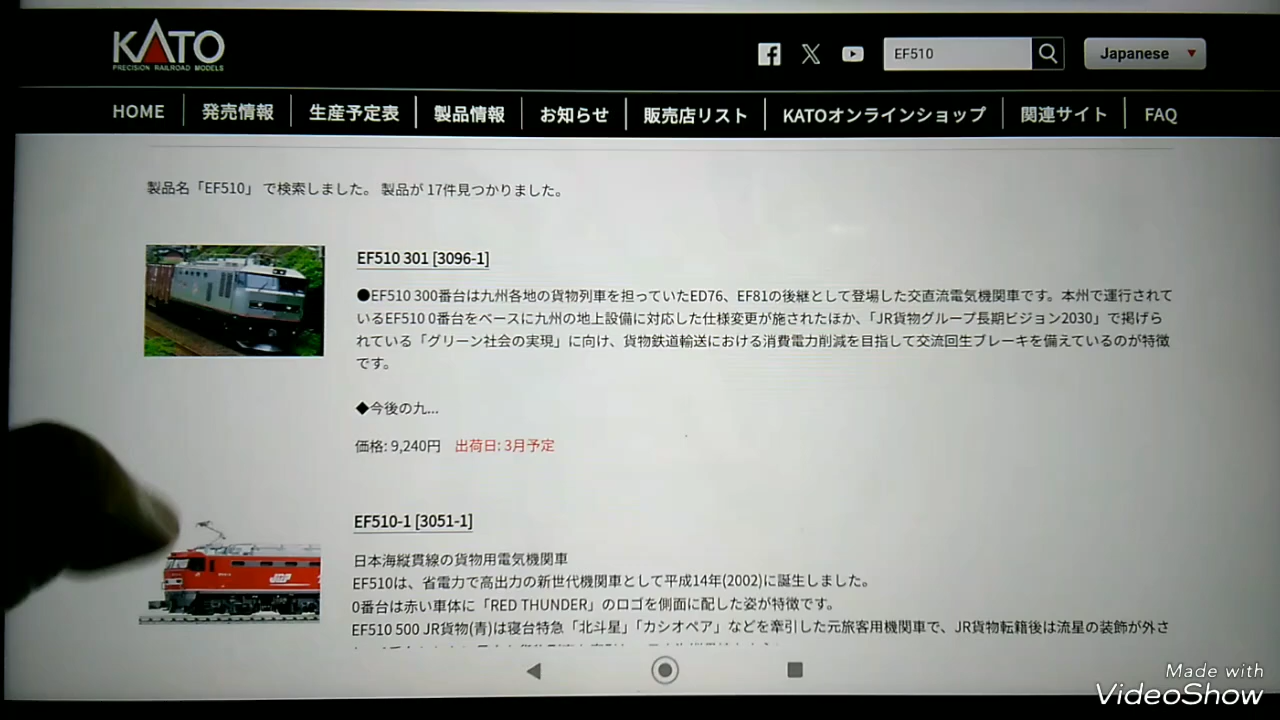 KATO
PRECISION RAILROAD MODELS
EF510
Japanese
HOME
発売情報
生産予定表
製品情報
お知らせ
販売店リスト
KATOオンラインショップ
関連サイト
FAQ
製品名「EF510」 で検索しました。 製品が 17件見つかりました。
EF510 301 [3096-1]
●EF510 300番台は九州各地の貨物列車を担っていたED76、EF81の後継として登場した交直流電気機関車です。本州で運行されて
いるEF510 0番台をベースに九州の地上設備に対応した仕様変更が施されたほか、「JR貨物グループ長期ビジョン2030」で掲げら
れている「グリーン社会の実現」に向け、貨物鉄道輸送における消費電力削減を目指して交流回生ブレーキを備えているのが特徴
です。
◆今後の九...
価格: 9,240円 出荷日: 3月予定
EF510-1 [3051-1]
日本海縦貫線の貨物用電気機関車
EF510は、省電力で高出力の新世代機関車として平成14年(2002)に誕生しました。
0番台は赤い車体に「RED THUNDER」のロゴを側面に配した姿が特徴です。
EF510 500 JR貨物(青)は寝台特急「北斗星」「カシオペア」などを牽引した元旅客用機関車で、JR貨物転籍後は流星の装飾が外さ
Made with
VideoShow